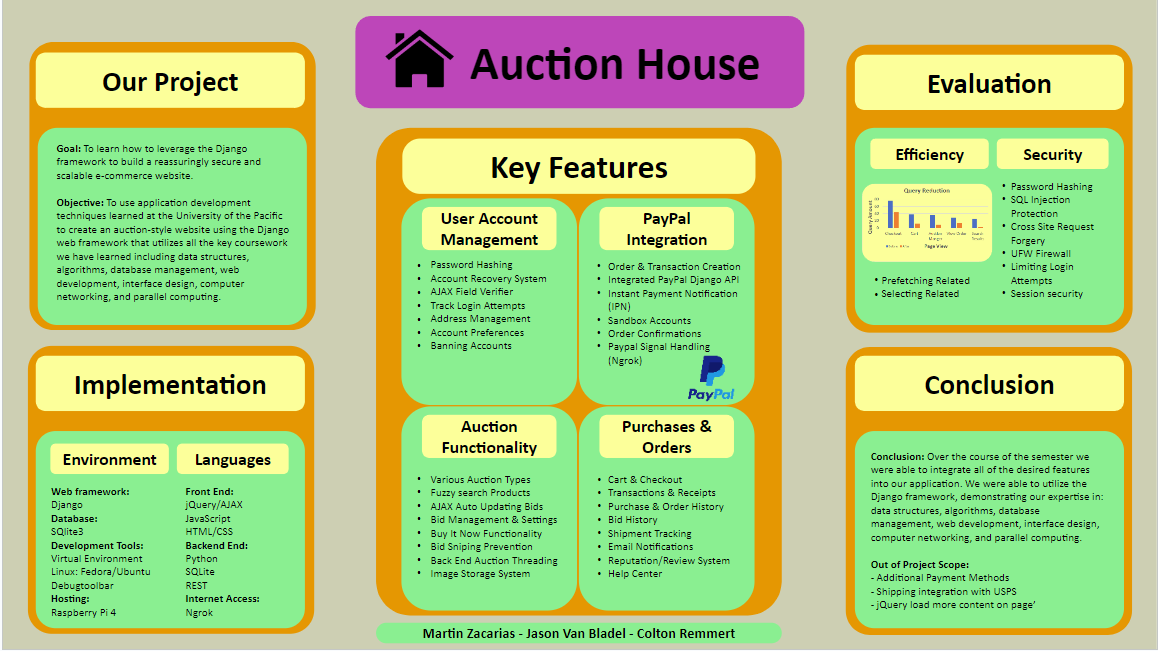 Auction House
Our Project
Goal: To learn how to leverage the Django
framework to build a reassuringly secure and
scalable e-commerce website.
Objective: To use application development
techniques learned at the University of the Pacific
to create an auction-style website using the Django
web framework that utilizes all the key coursework
we have learned including data structures,
algorithms, database management, web
development, interface design, computer
networking, and parallel computing.
Implementation
Environment
Web framework:
Django
Database:
SQlite3
Development Tools:
Virtual Environment
Linux: Fedora/Ubuntu
Debugtoolbar
Hosting:
Raspberry Pi 4
Languages
Front End:
jQuery/AJAX
JavaScript
HTML/CSS
Backend End:
Python
SQLite
REST
Internet Access:
Ngrok
Key Features
User Account
Management
• Password Hashing
• Account Recovery System
• AJAX Field Verifier
• Track Login Attempts
• Address Management
• Account Preferences
• Banning Accounts
PayPal
Integration
• Order & Transaction Creation
• Integrated PayPal Django API
• Instant Payment Notification
(IPN)
• Sandbox Accounts
• Order Confirmations
• Paypal Signal Handling
(Ngrok)
PayPal
Auction
Functionality
• Various Auction Types
• Fuzzy search Products
• AJAX Auto Updating Bids
• Bid Management & Settings
• Buy It Now Functionality
• Bid Sniping Prevention
• Back End Auction Threading
• Image Storage System
Purchases &
Orders
• Cart & Checkout
• Transactions & Receipts
• Purchase & Order History
• Bid History
• Shipment Tracking
• Email Notifications
• Reputation/Review System
• Help Center
Martin Zacarias - Jason Van Bladel - Colton Remmert
Evaluation
Efficiency
Query Reduction
Query Amount
Checkout
Cart
Page View
• Prefetching Related
• Selecting Related
Security
• Password Hashing
• SQL Injection
Protection
• Cross Site Request
Forgery
• UFW Firewall
• Limiting Login
Attempts
• Session security
Conclusion
Conclusion: Over the course of the semester we
were able to integrate all of the desired features
into our application. We were able to utilize the
Django framework, demonstrating our expertise in:
data structures, algorithms, database
management, web development, interface design,
computer networking, and parallel computing.
Out of Project Scope:
- Additional Payment Methods
- Shipping integration with USPS
- jQuery load more content on page’